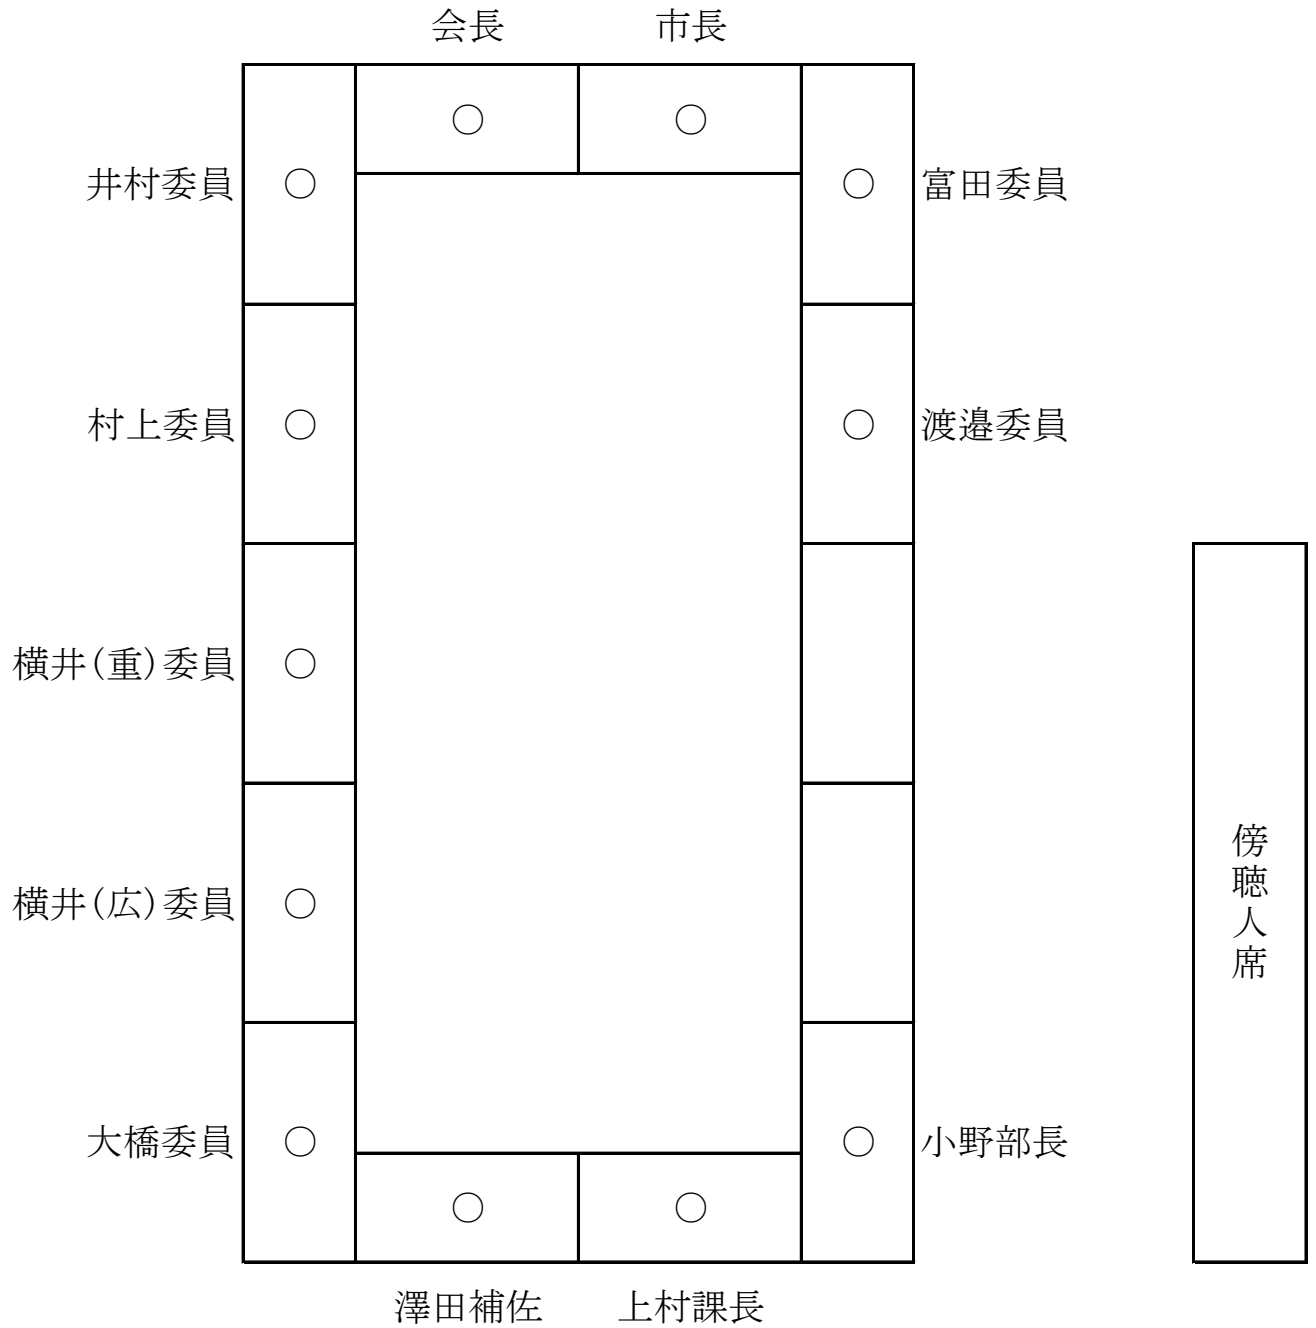 会長 市長
井村委員 ○ ○ ○ ○ 富田委員
村上委員 ○ ○ 渡邉委員
横井(重)委員 ○
横井(広)委員 ○
傍聴人席
大橋委員 ○ ○ 小野部長
○ ○
澤田補佐 上村課長